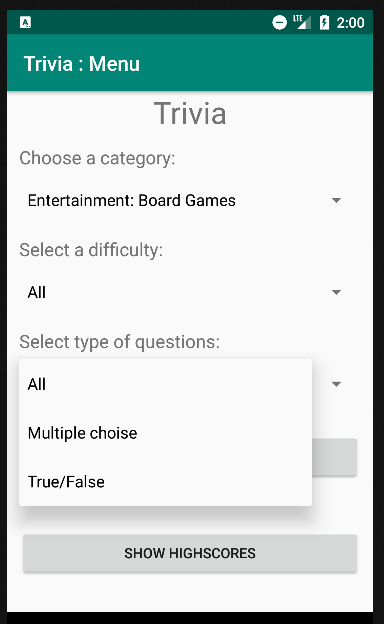 A
LTE
2:00
Trivia : Menu
Trivia
Choose a category:
Entertainment: Board Games
Select a difficulty:
All
Select type of questions:
All
Multiple choise
True/False
SHOW HIGHSCORES